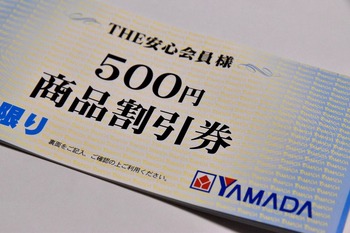 THE安心会員様
500円
商品割引券
限り
裏面をご記入、ご確認の上ご利用ください。
YAMADA